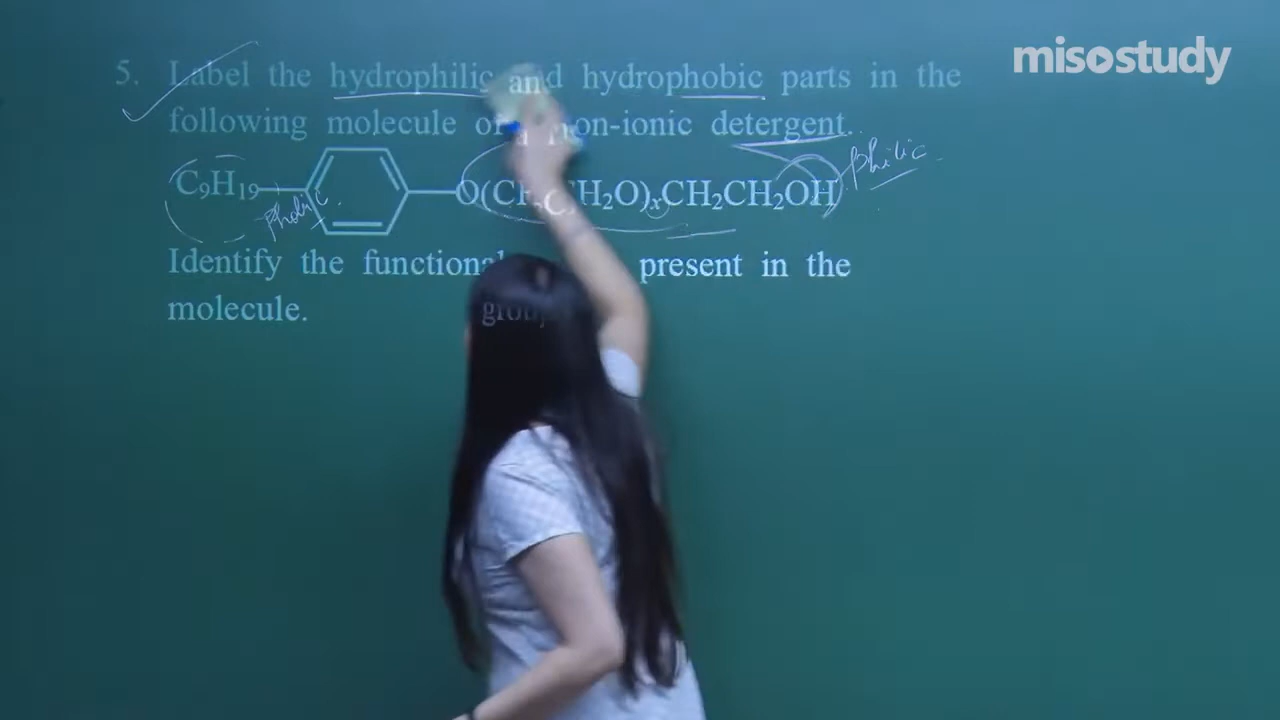 misostudy
5. Label the hydrophilic and hydrophobic parts in the
following molecule of a non-ionic detergent.
C₉H₁₉ O(CH₂CH₂O)ₓCH₂CH₂OH philic
phobic
Identify the functional present in the
molecule.